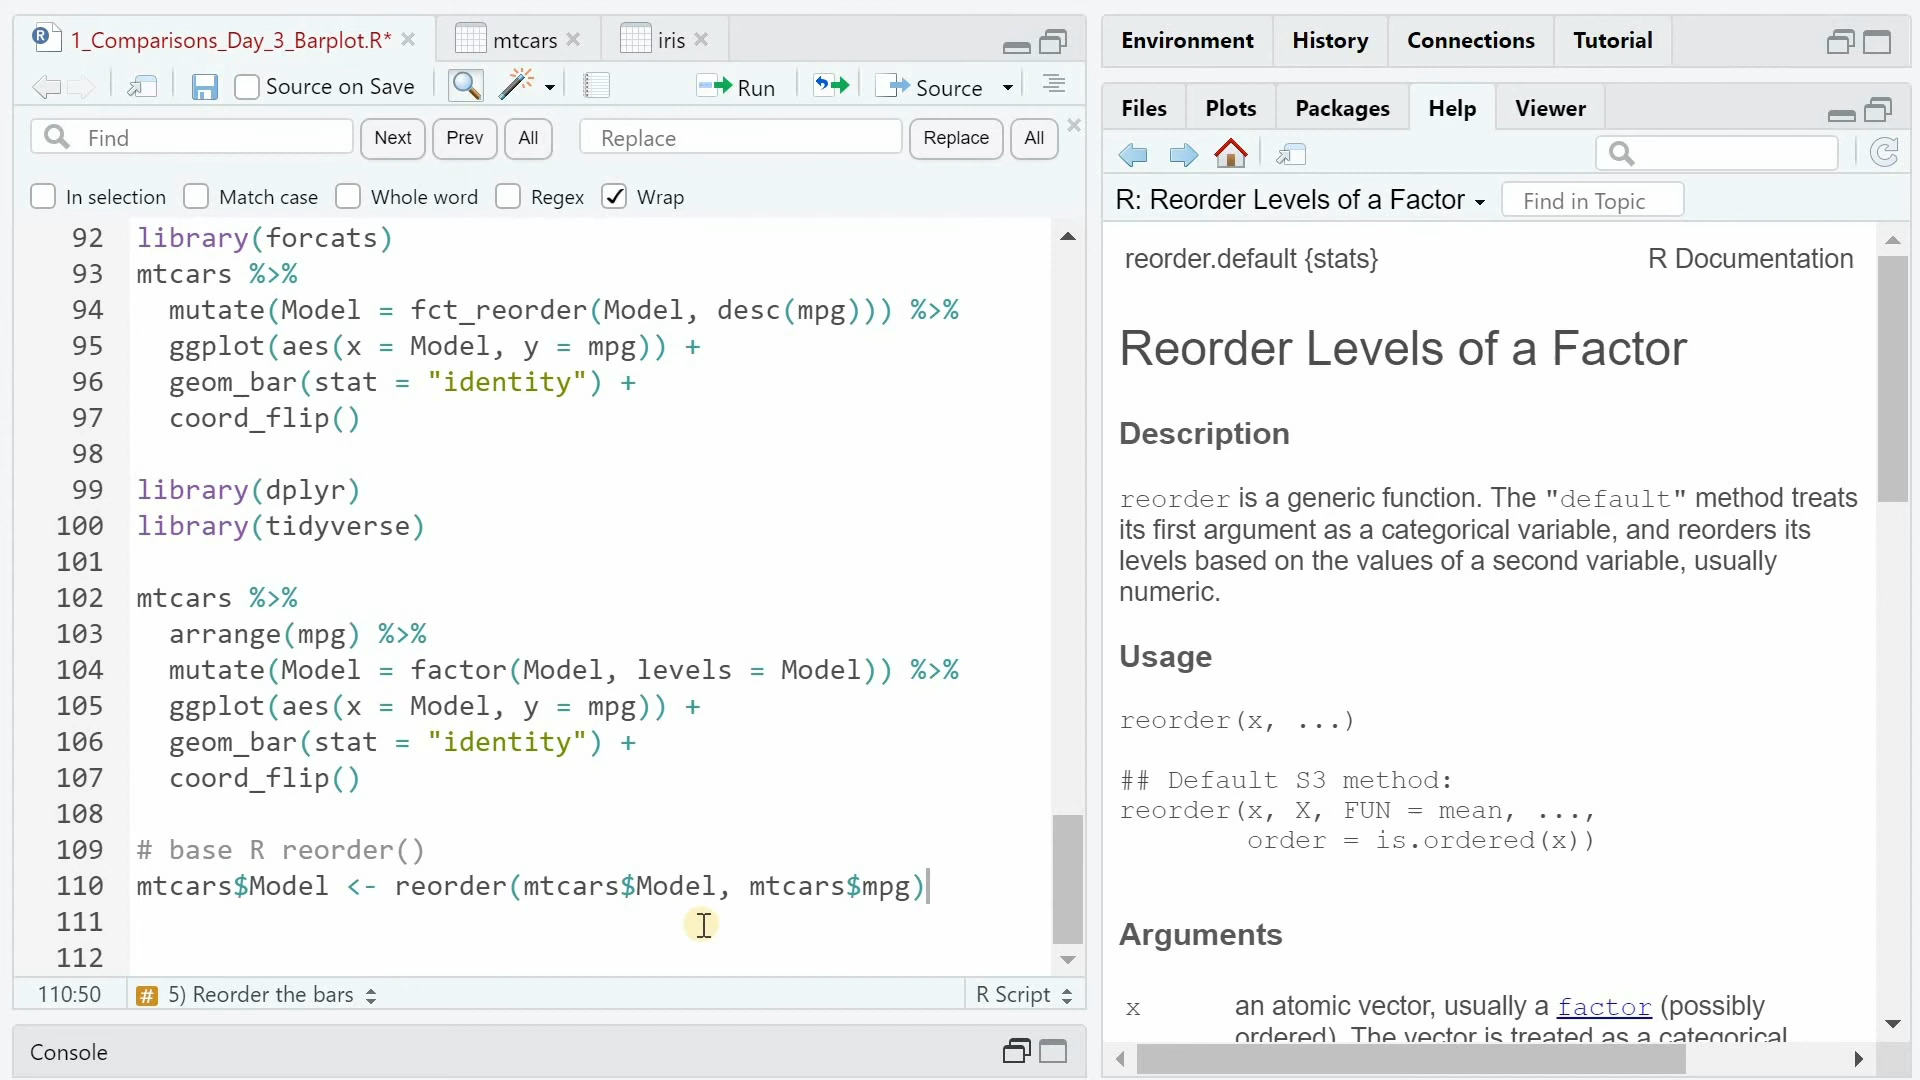 1_Comparisons_Day_3_Barplot.R*
mtcars
iris
Source on Save
Run
Source
Find
Next
Prev
All
Replace
Replace
All
In selection
Match case
Whole word
Regex
Wrap
92 library(forcats)
93 mtcars %>%
94 mutate(Model = fct_reorder(Model, desc(mpg))) %>%
95 ggplot(aes(x = Model, y = mpg)) +
96 geom_bar(stat = "identity") +
97 coord_flip()
98
99 library(dplyr)
100 library(tidyverse)
101
102 mtcars %>%
103 arrange(mpg) %>%
104 mutate(Model = factor(Model, levels = Model)) %>%
105 ggplot(aes(x = Model, y = mpg)) +
106 geom_bar(stat = "identity") +
107 coord_flip()
108
109 # base R reorder()
110 mtcars$Model <- reorder(mtcars$Model, mtcars$mpg)
111
112
110:50
# 5) Reorder the bars
R Script
Console
Environment
History
Connections
Tutorial
Files
Plots
Packages
Help
Viewer
R: Reorder Levels of a Factor
Find in Topic
reorder.default {stats}
R Documentation
Reorder Levels of a Factor
Description
reorder is a generic function. The "default" method treats
its first argument as a categorical variable, and reorders its
levels based on the values of a second variable, usually
numeric.
Usage
reorder(x, ...)
## Default S3 method:
reorder(x, X, FUN = mean, ...,
order = is.ordered(x))
Arguments
x
an atomic vector, usually a factor (possibly
ordered). The vector is treated as a categorical